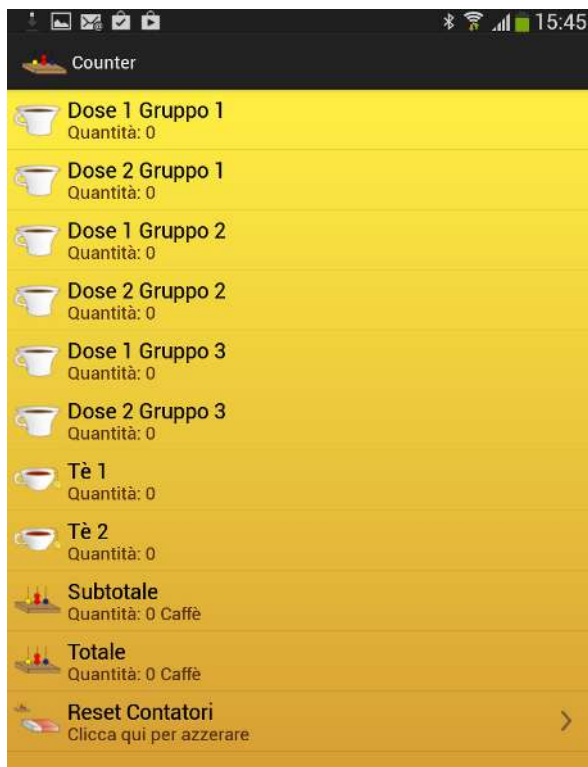 15:45
Counter
Dose 1 Gruppo 1
Quantità: 0
Dose 2 Gruppo 1
Quantità: 0
Dose 1 Gruppo 2
Quantità: 0
Dose 2 Gruppo 2
Quantità: 0
Dose 1 Gruppo 3
Quantità: 0
Dose 2 Gruppo 3
Quantità: 0
Tè 1
Quantità: 0
Tè 2
Quantità: 0
Subtotale
Quantità: 0 Caffè
Totale
Quantità: 0 Caffè
Reset Contatori
Clicca qui per azzerare